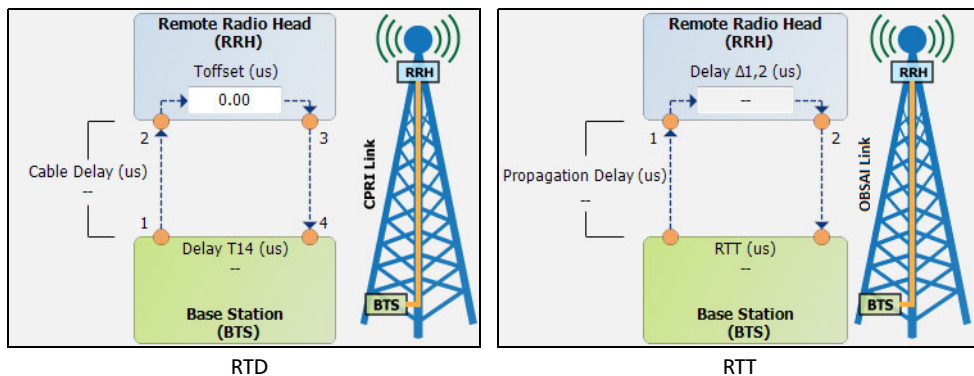 Remote Radio Head
(RRH)
Toffset (us)
0.00
2
3
Cable Delay (us)
--
1
4
Delay T14 (us)
--
Base Station
(BTS)
RRH
CPRI Link
BTS
RTD
Remote Radio Head
(RRH)
Delay Δ1,2 (us)
--
1
2
Propagation Delay (us)
--
RTT (us)
--
Base Station
(BTS)
RRH
OBSAI Link
BTS
RTT